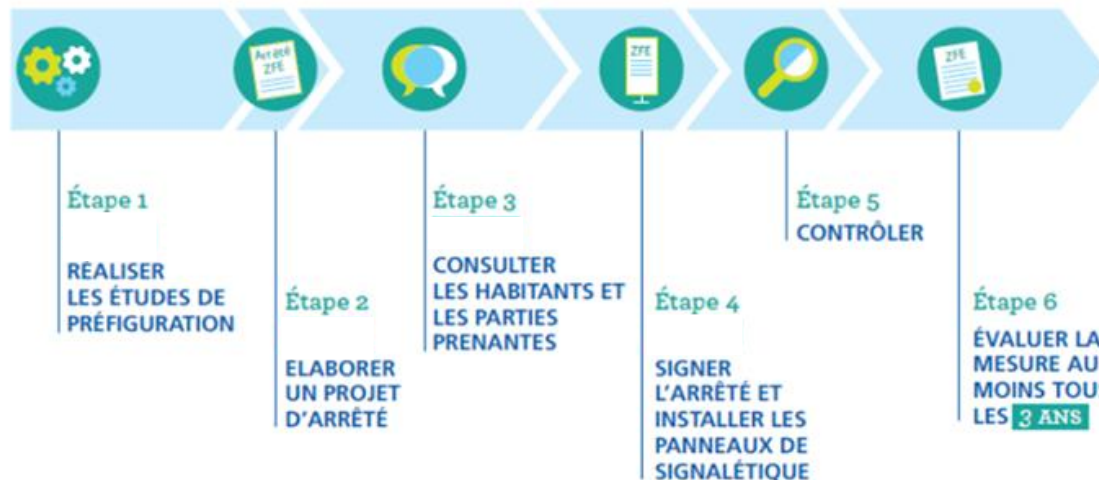 Arrêté
ZFE
ZFE
ZFE
Étape 1
RÉALISER
LES ÉTUDES DE
PRÉFIGURATION
Étape 2
ELABORER
UN PROJET
D'ARRÊTÉ
Étape 3
CONSULTER
LES HABITANTS ET
LES PARTIES
PRENANTES
Étape 4
SIGNER
L'ARRÊTÉ ET
INSTALLER LES
PANNEAUX DE
SIGNALÉTIQUE
Étape 5
CONTRÔLER
Étape 6
ÉVALUER LA
MESURE AU
MOINS TOU
LES 3 ANS